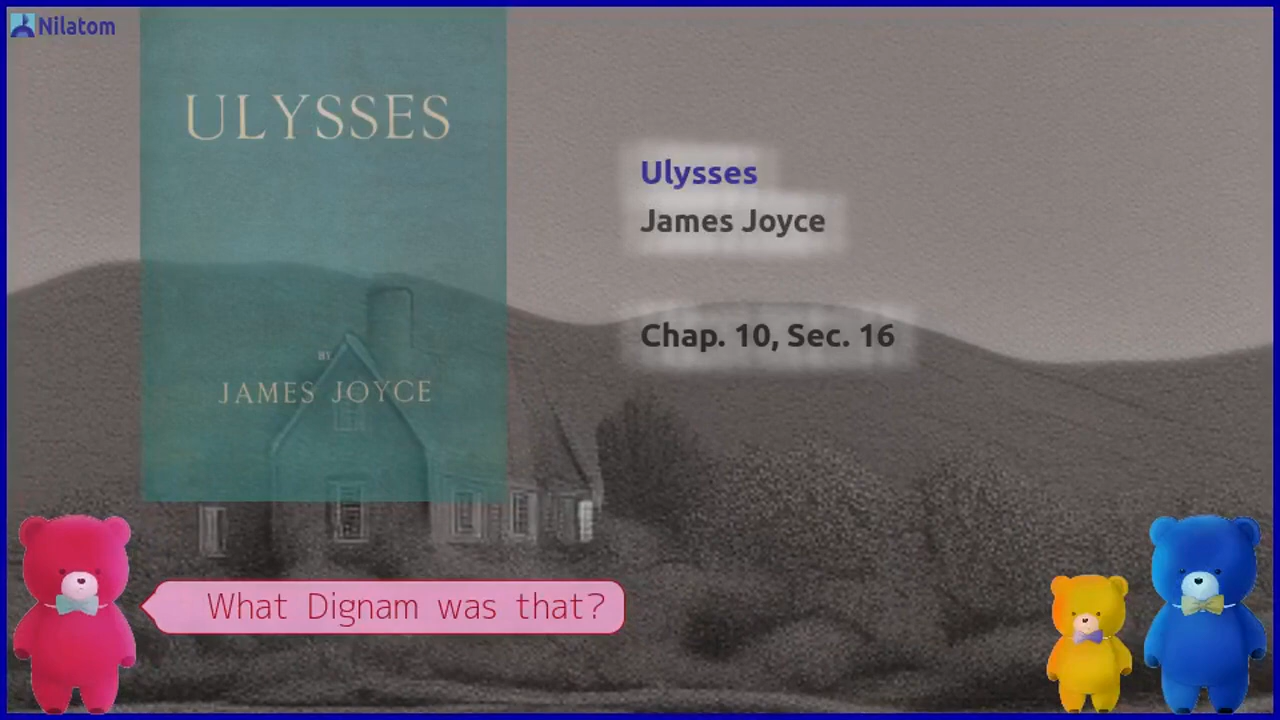 Nilatom
ULYSSES
BY
JAMES JOYCE
Ulysses
James Joyce
Chap. 10, Sec. 16
What Dignam was that?